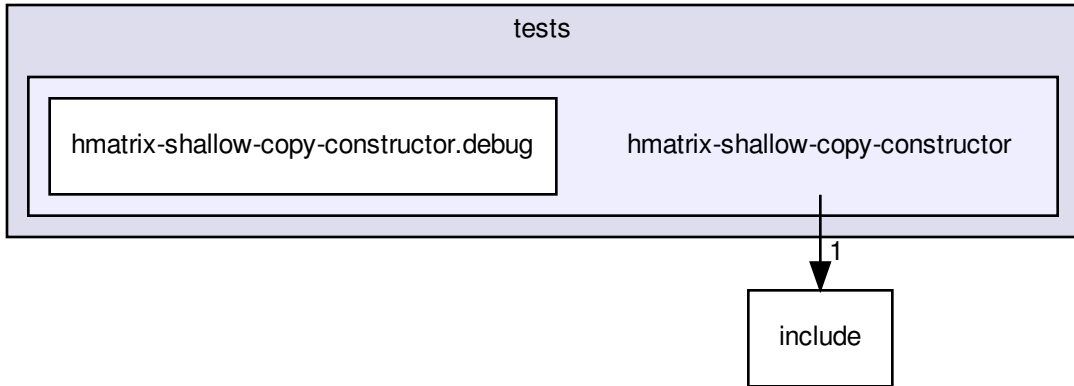 tests
hmatrix-shallow-copy-constructor.debug
hmatrix-shallow-copy-constructor
1
include